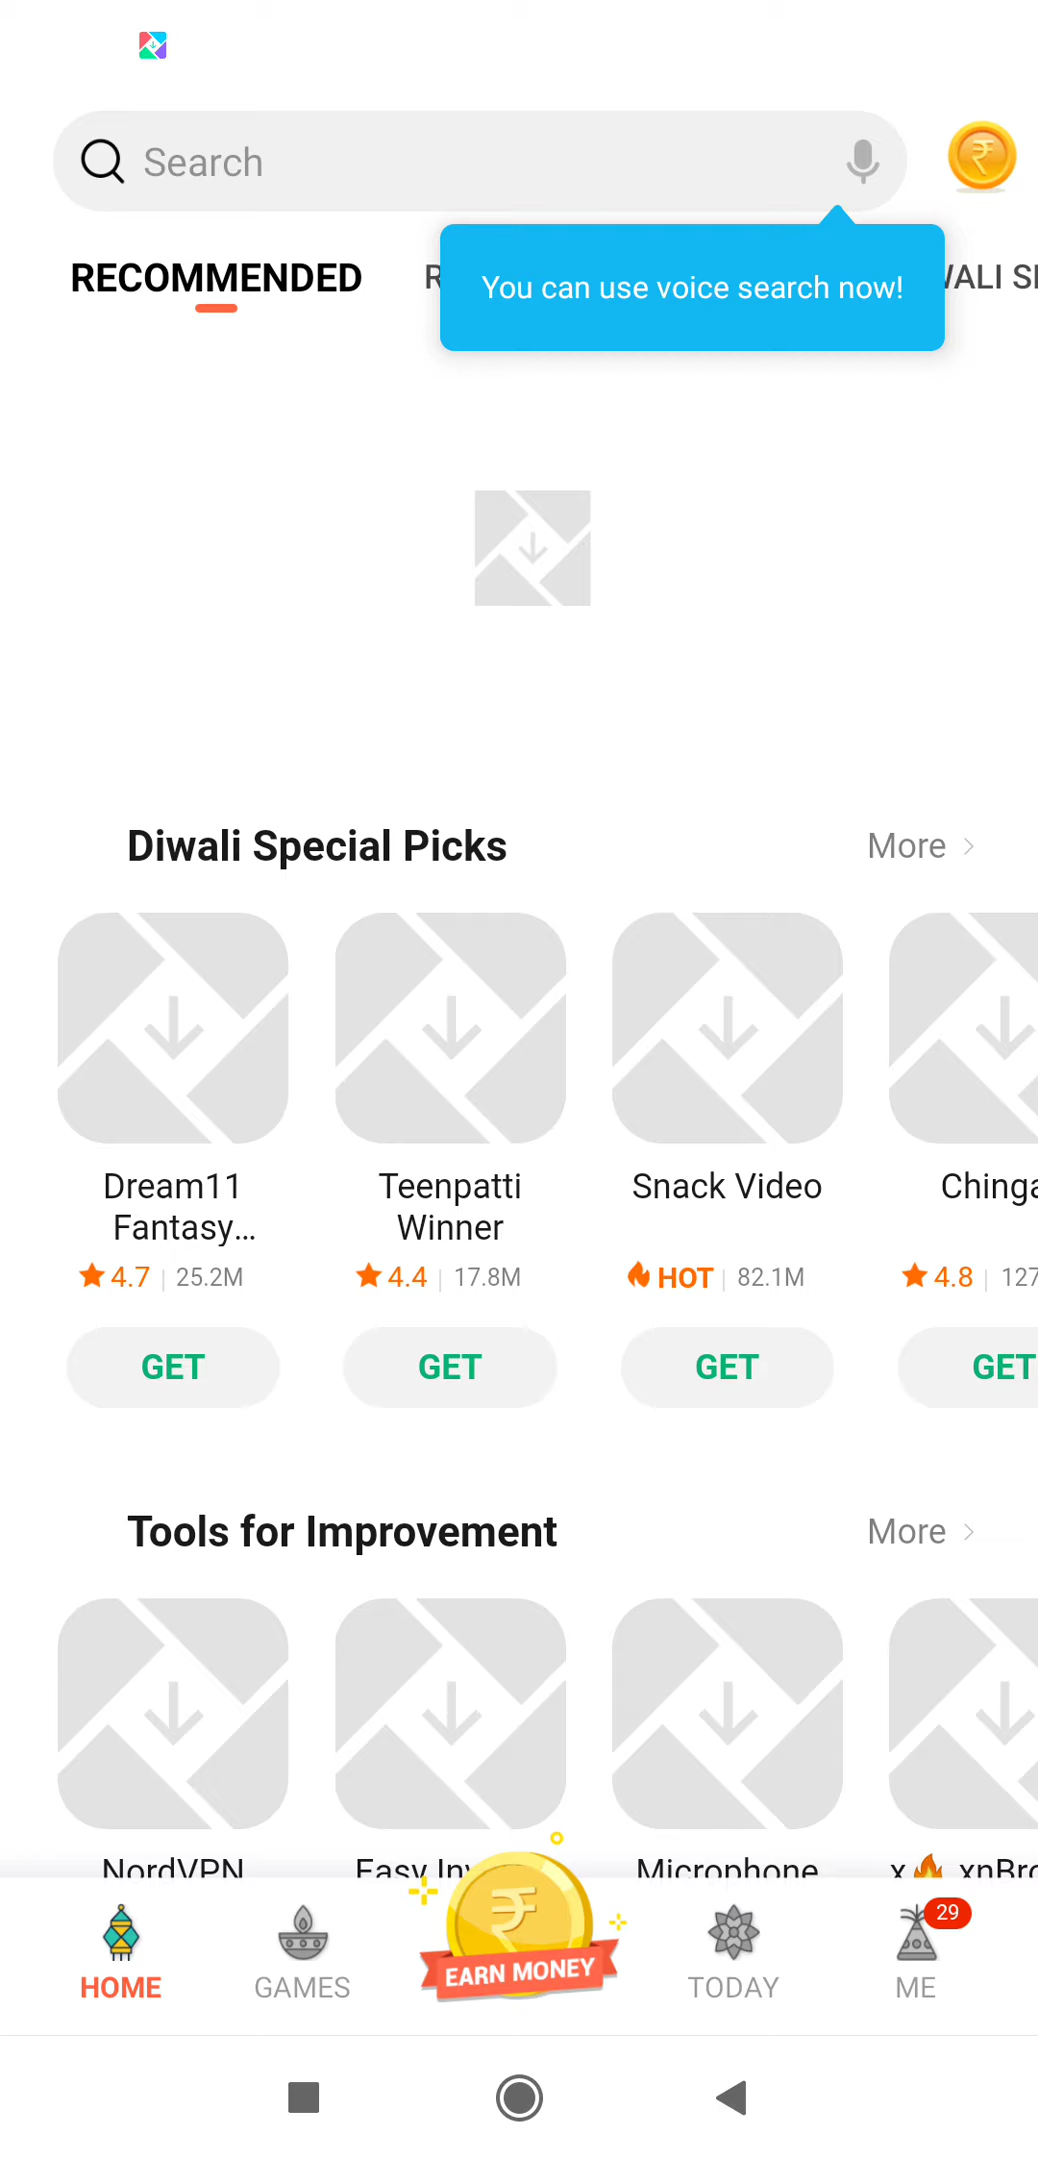 Search
RECOMMENDED
You can use voice search now!
Diwali Special Picks
More
Dream11 Fantasy…
Teenpatti Winner
Snack Video
4.7 | 25.2M
4.4 | 17.8M
HOT | 82.1M
4.8
GET
GET
GET
GET
Tools for Improvement
More
NordVPN
Easy
Microphone
x🔥
EARN MONEY
29
HOME
GAMES
TODAY
ME